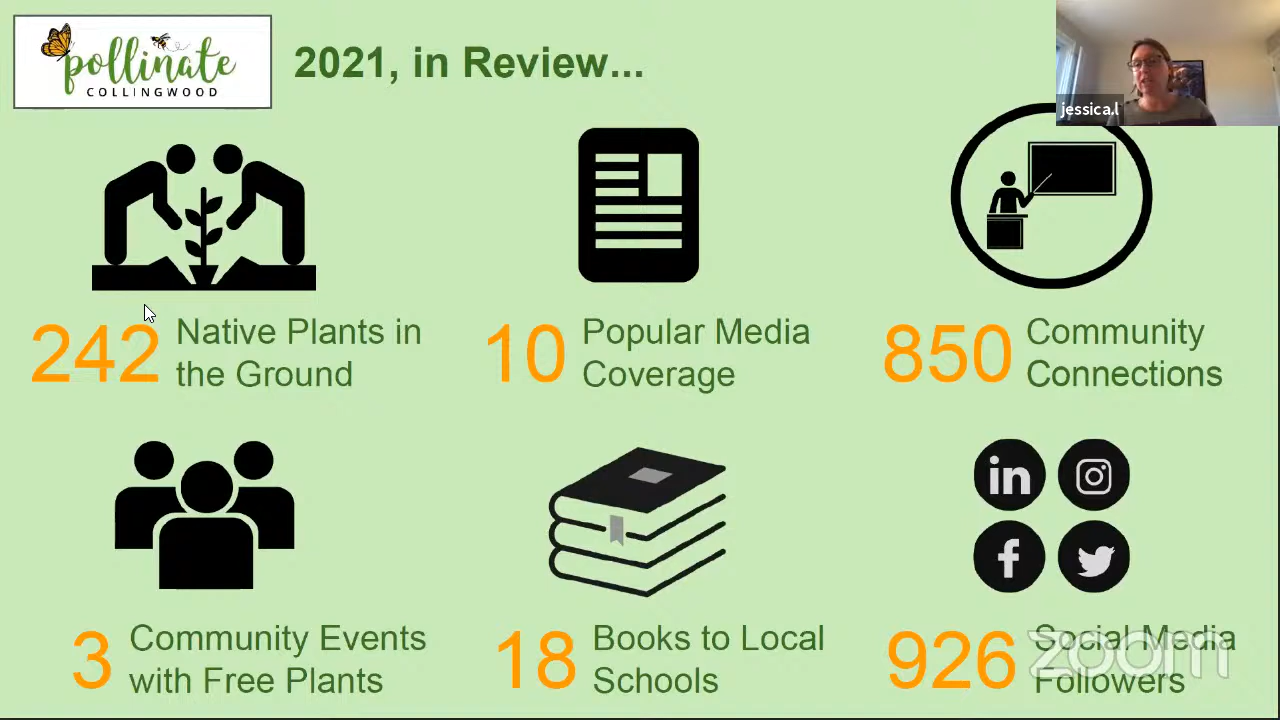 pollinate
COLLINGWOOD
2021, in Review...
jessica.l
242 Native Plants in
the Ground
10 Popular Media
Coverage
850 Community
Connections
in
f
3 Community Events
with Free Plants
18 Books to Local
Schools
926 Social Media
Followers
zoom